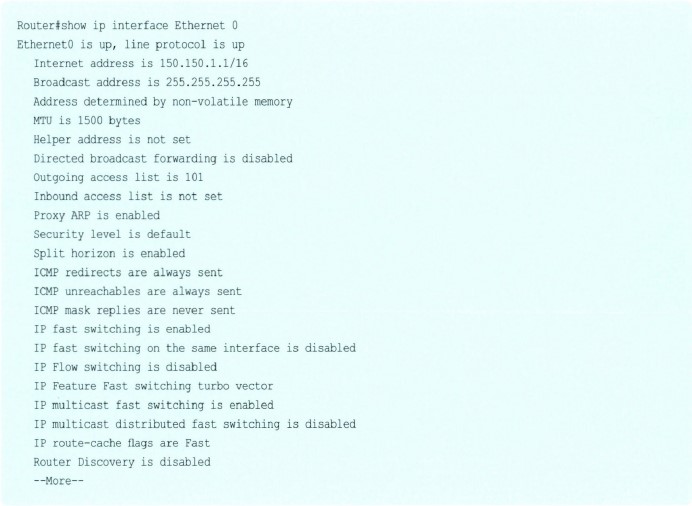 Router#show ip interface Ethernet 0
Ethernet0 is up, line protocol is up
Internet address is 150.150.1.1/16
Broadcast address is 255.255.255.255
Address determined by non-volatile memory
MTU is 1500 bytes
Helper address is not set
Directed broadcast forwarding is disabled
Outgoing access list is 101
Inbound access list is not set
Proxy ARP is enabled
Security level is default
Split horizon is enabled
ICMP redirects are always sent
ICMP unreachables are always sent
ICMP mask replies are never sent
IP fast switching is enabled
IP fast switching on the same interface is disabled
IP Flow switching is disabled
IP Feature Fast switching turbo vector
IP multicast fast switching is enabled
IP multicast distributed fast switching is disabled
IP route-cache flags are Fast
Router Discovery is disabled
--More--